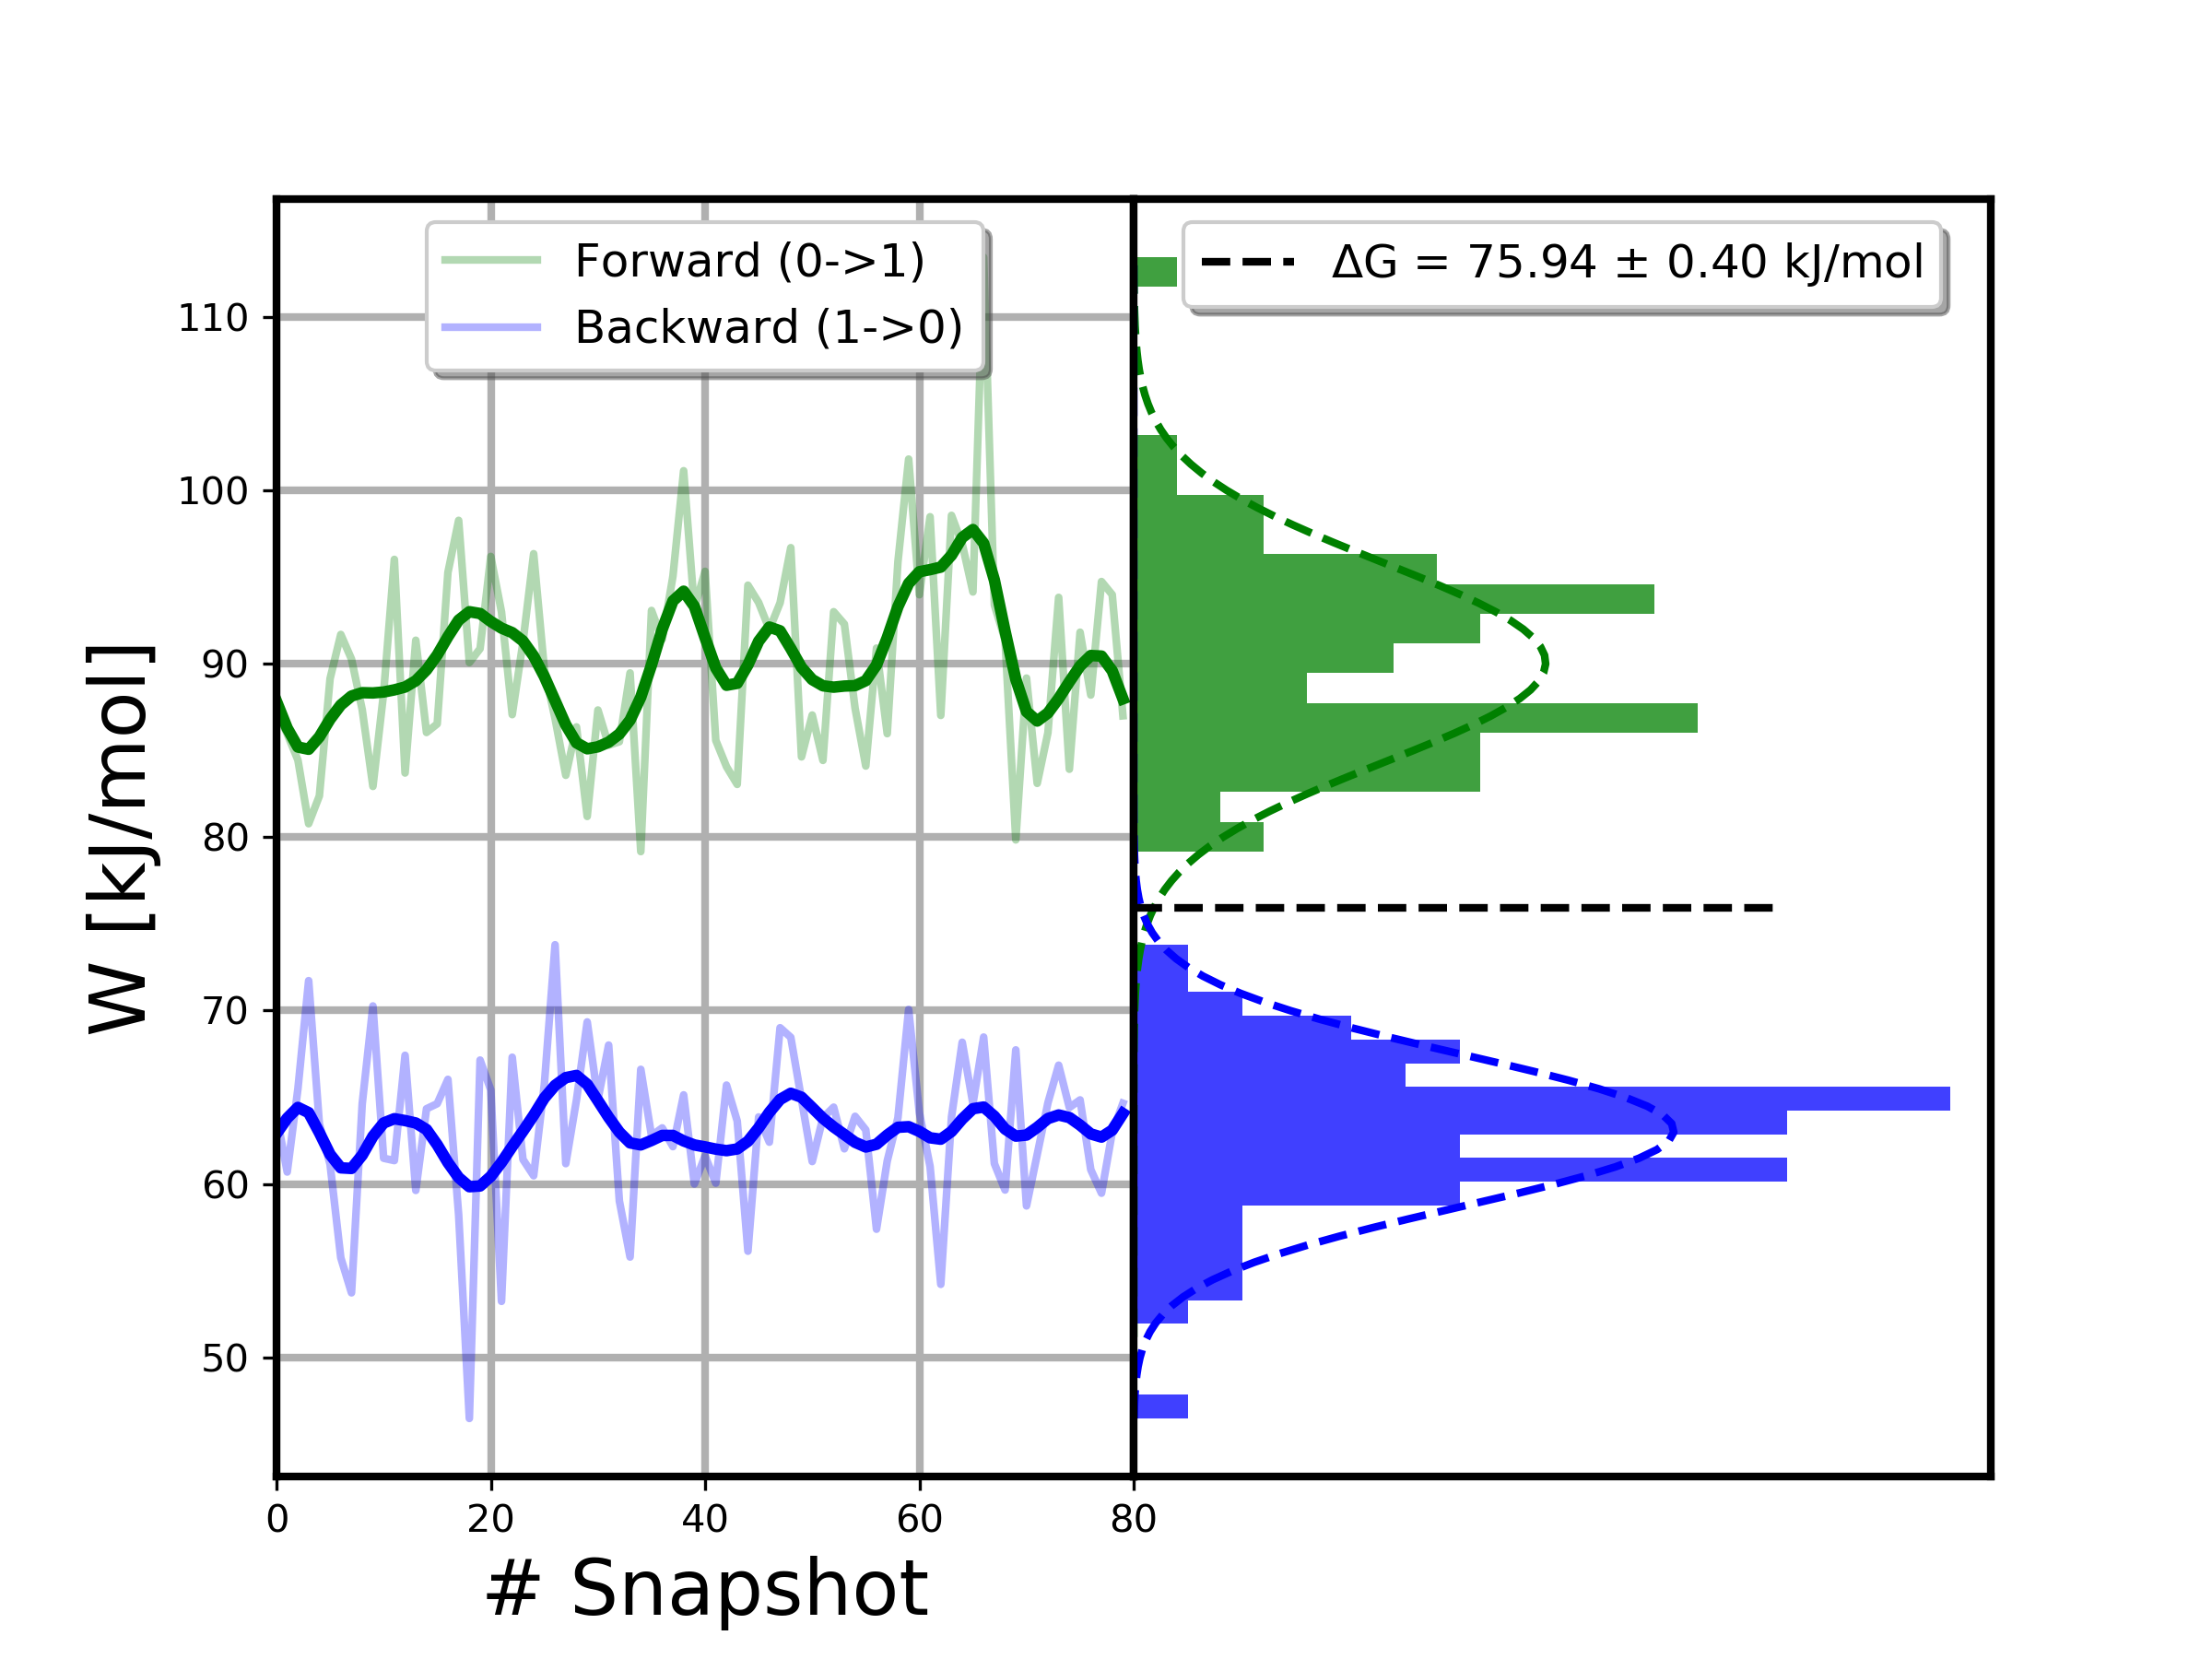 Forward (0->1)
Backward (1->0)
ΔG = 75.94 ± 0.40 kJ/mol
110
100
90
80
70
60
50
W [kJ/mol]
0 20 40 60 80
# Snapshot